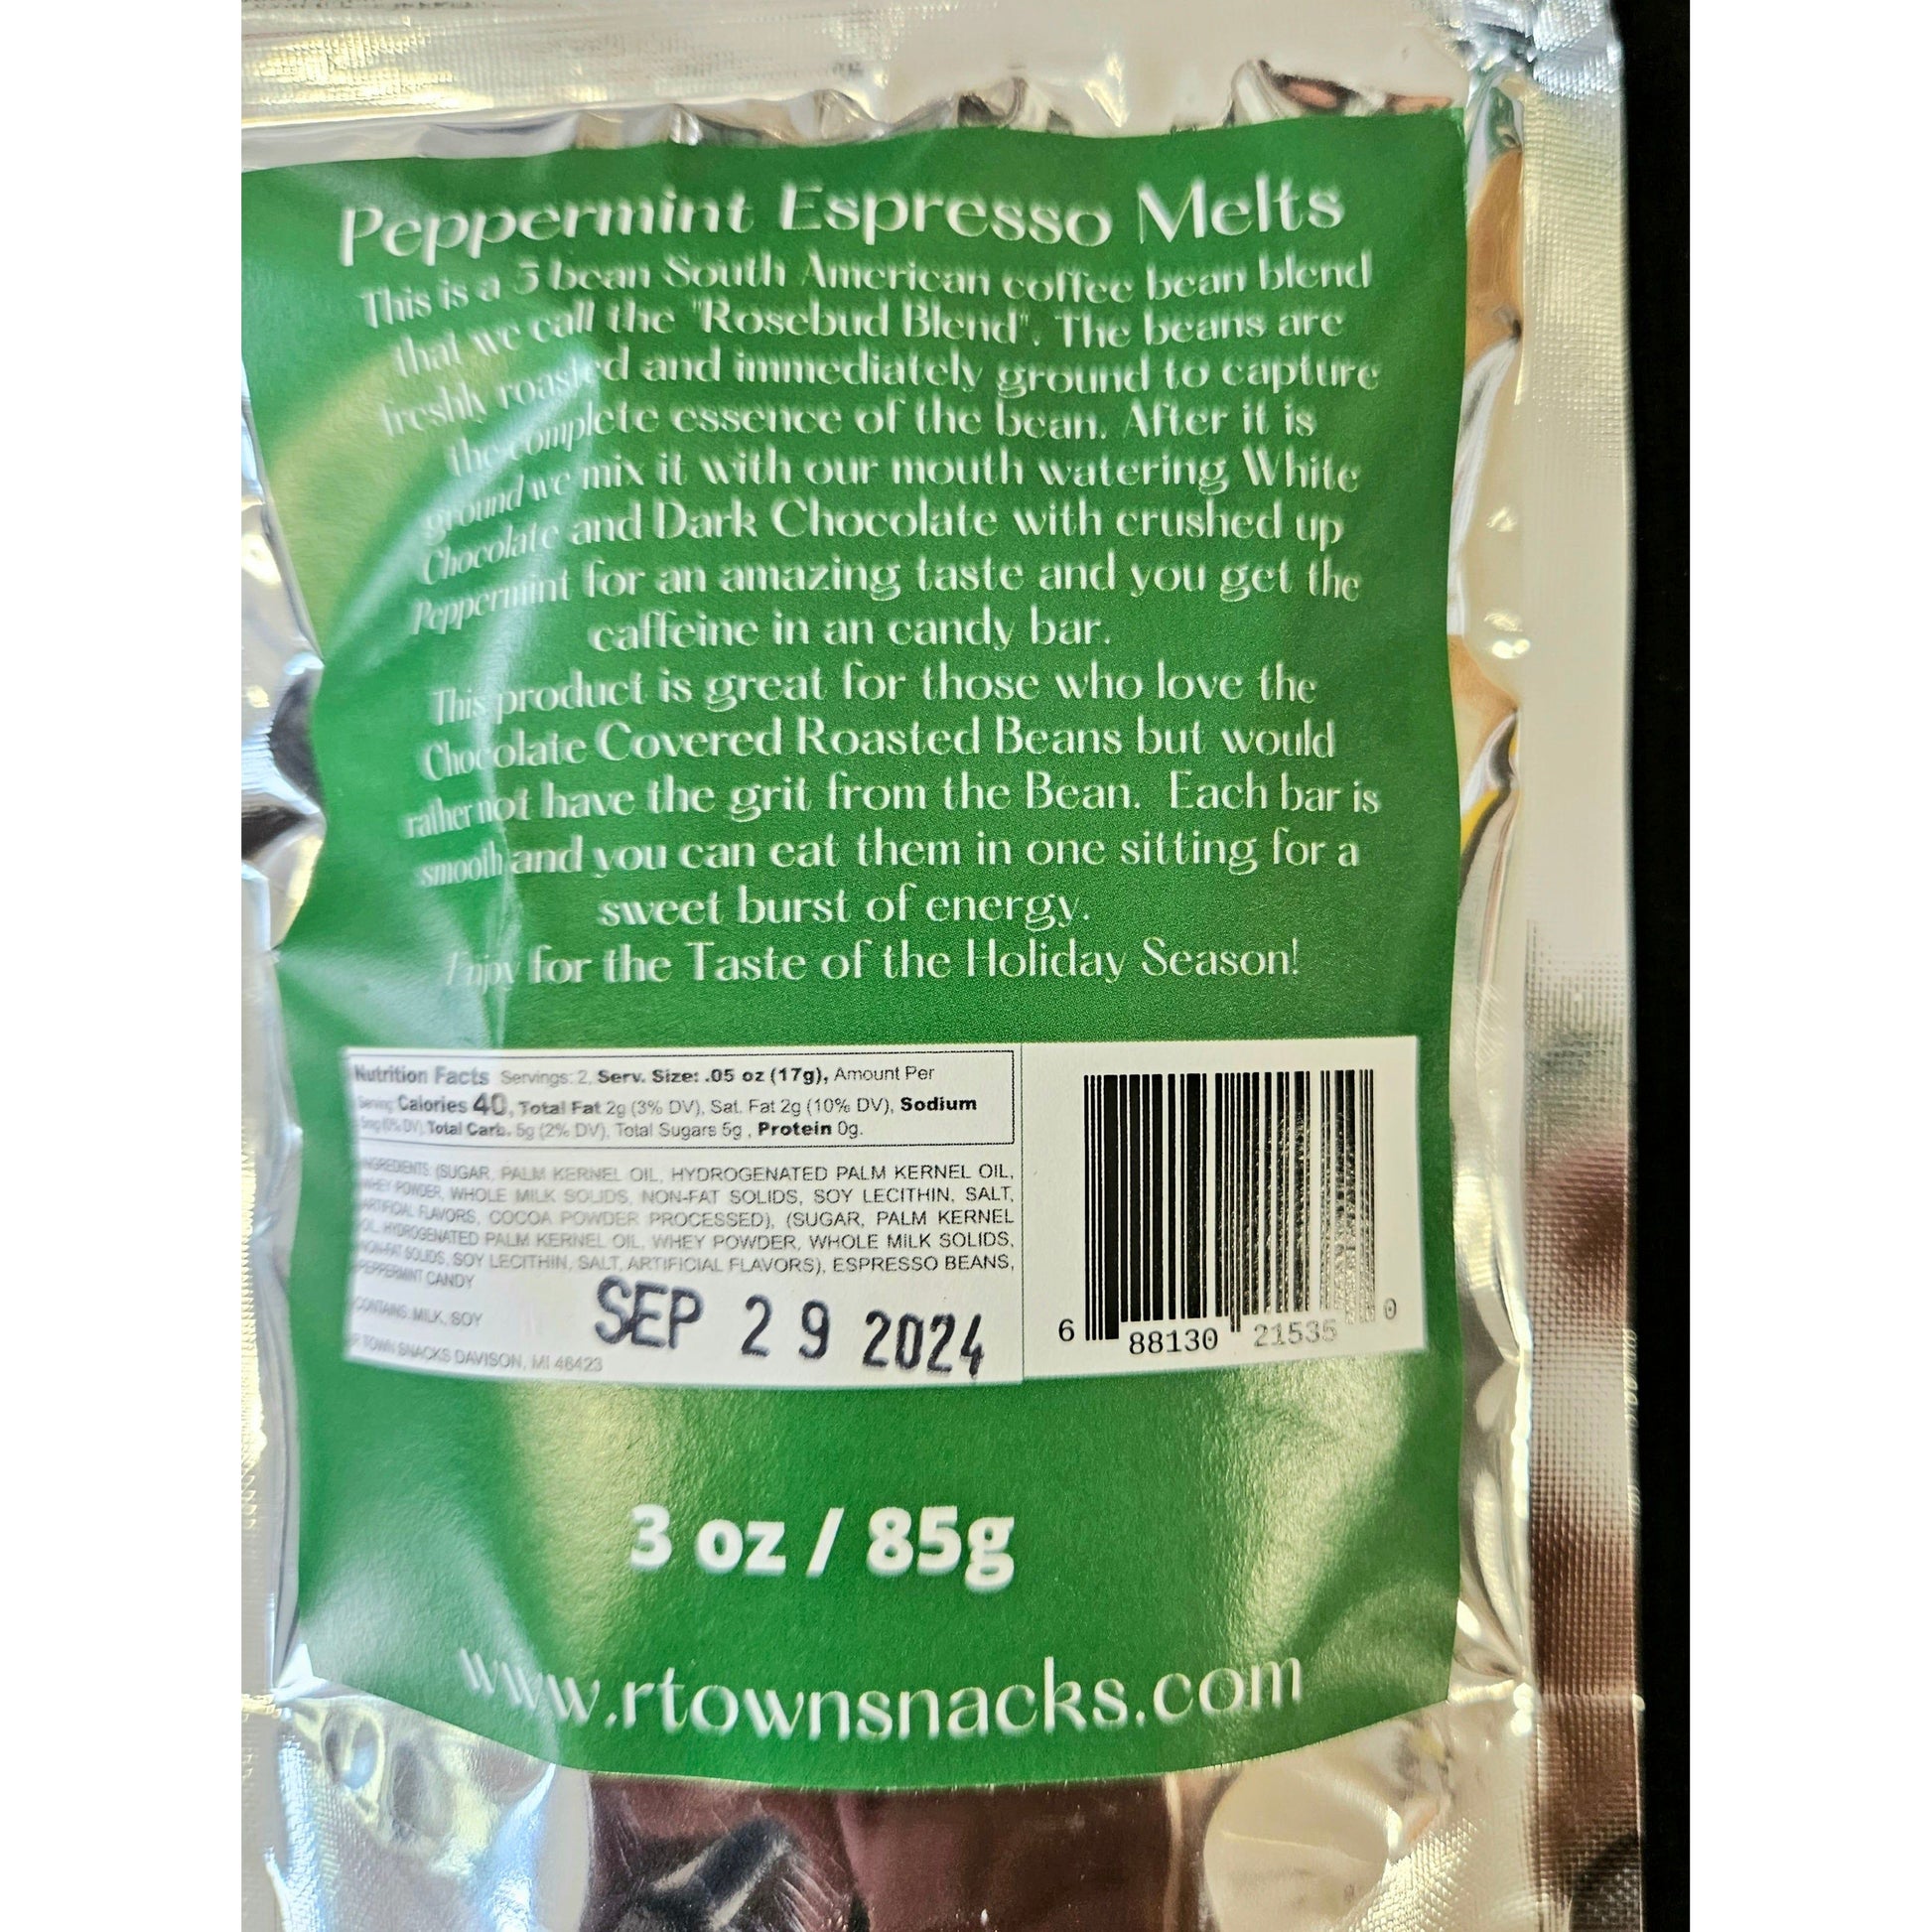 Peppermint Espresso Melts
This is a 5 bean South American coffee bean blend
that we call the "Rosebud Blend". The beans are
freshly roasted and immediately ground to capture
the complete essence of the bean. After it is
ground we mix it with our mouth watering White
Chocolate and Dark Chocolate with crushed up
Peppermint for an amazing taste and you get the
caffeine in an candy bar.
This product is great for those who love the
Chocolate Covered Roasted Beans but would
rather not have the grit from the Bean. Each bar is
smooth and you can eat them in one sitting for a
sweet burst of energy.
Enjoy for the Taste of the Holiday Season!
Nutrition Facts Servings: 2, Serv. Size: .05 oz (17g), Amount Per
Serving: Calories 40, Total Fat 2g (3% DV), Sat. Fat 2g (10% DV), Sodium
5mg (0% DV), Total Carb. 5g (2% DV), Total Sugars 5g , Protein 0g.
INGREDIENTS: (SUGAR, PALM KERNEL OIL, HYDROGENATED PALM KERNEL OIL,
WHEY POWDER, WHOLE MILK SOLIDS, NON-FAT SOLIDS, SOY LECITHIN, SALT,
ARTIFICIAL FLAVORS, COCOA POWDER PROCESSED), (SUGAR, PALM KERNEL
OIL, HYDROGENATED PALM KERNEL OIL, WHEY POWDER, WHOLE MILK SOLIDS,
NON-FAT SOLIDS, SOY LECITHIN, SALT, ARTIFICIAL FLAVORS), ESPRESSO BEANS,
PEPPERMINT CANDY
CONTAINS: MILK, SOY
R TOWN SNACKS DAVISON, MI 48423
SEP 29 2024
6 88130 21535 0
3 oz / 85g
www.rtownsnacks.com